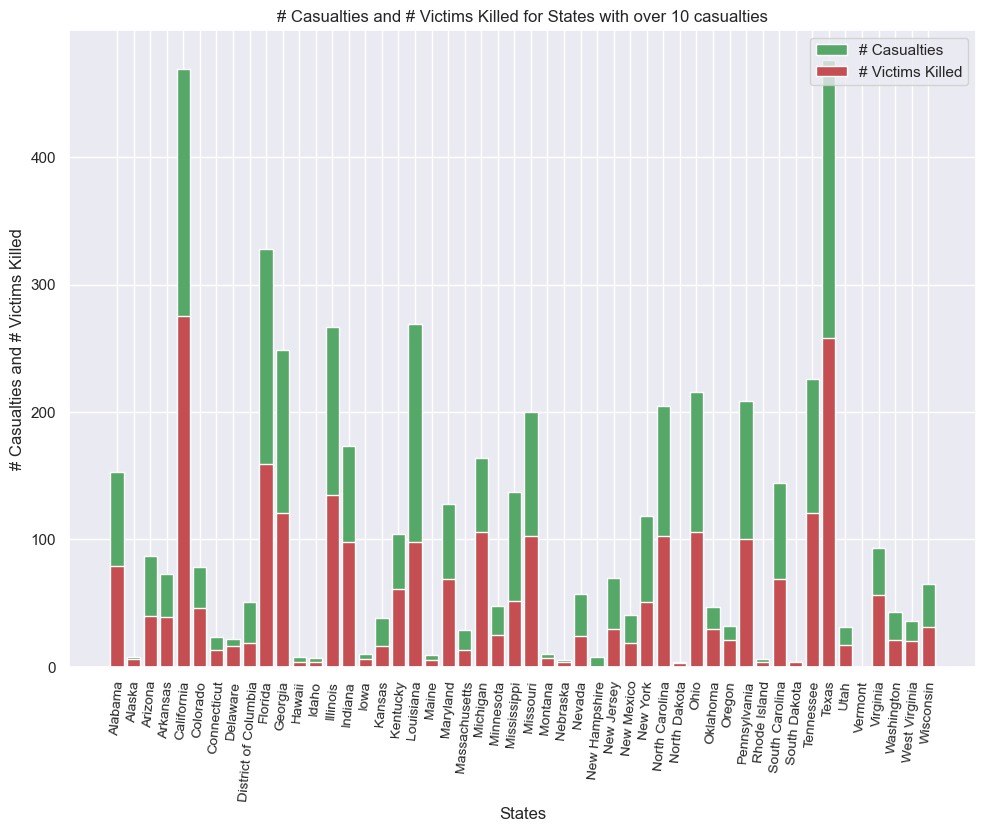 # Casualties and # Victims Killed for States with over 10 casualties
# Casualties
# Victims Killed
# Casualties and # Victims Killed
400
300
200
100
0
Alabama
Alaska
Arizona
Arkansas
California
Colorado
Connecticut
Delaware
District of Columbia
Florida
Georgia
Hawaii
Idaho
Illinois
Indiana
Iowa
Kansas
Kentucky
Louisiana
Maine
Maryland
Massachusetts
Michigan
Minnesota
Mississippi
Missouri
Montana
Nebraska
Nevada
New Hampshire
New Jersey
New Mexico
New York
North Carolina
North Dakota
Ohio
Oklahoma
Oregon
Pennsylvania
Rhode Island
South Carolina
South Dakota
Tennessee
Texas
Utah
Vermont
Virginia
Washington
West Virginia
Wisconsin
States